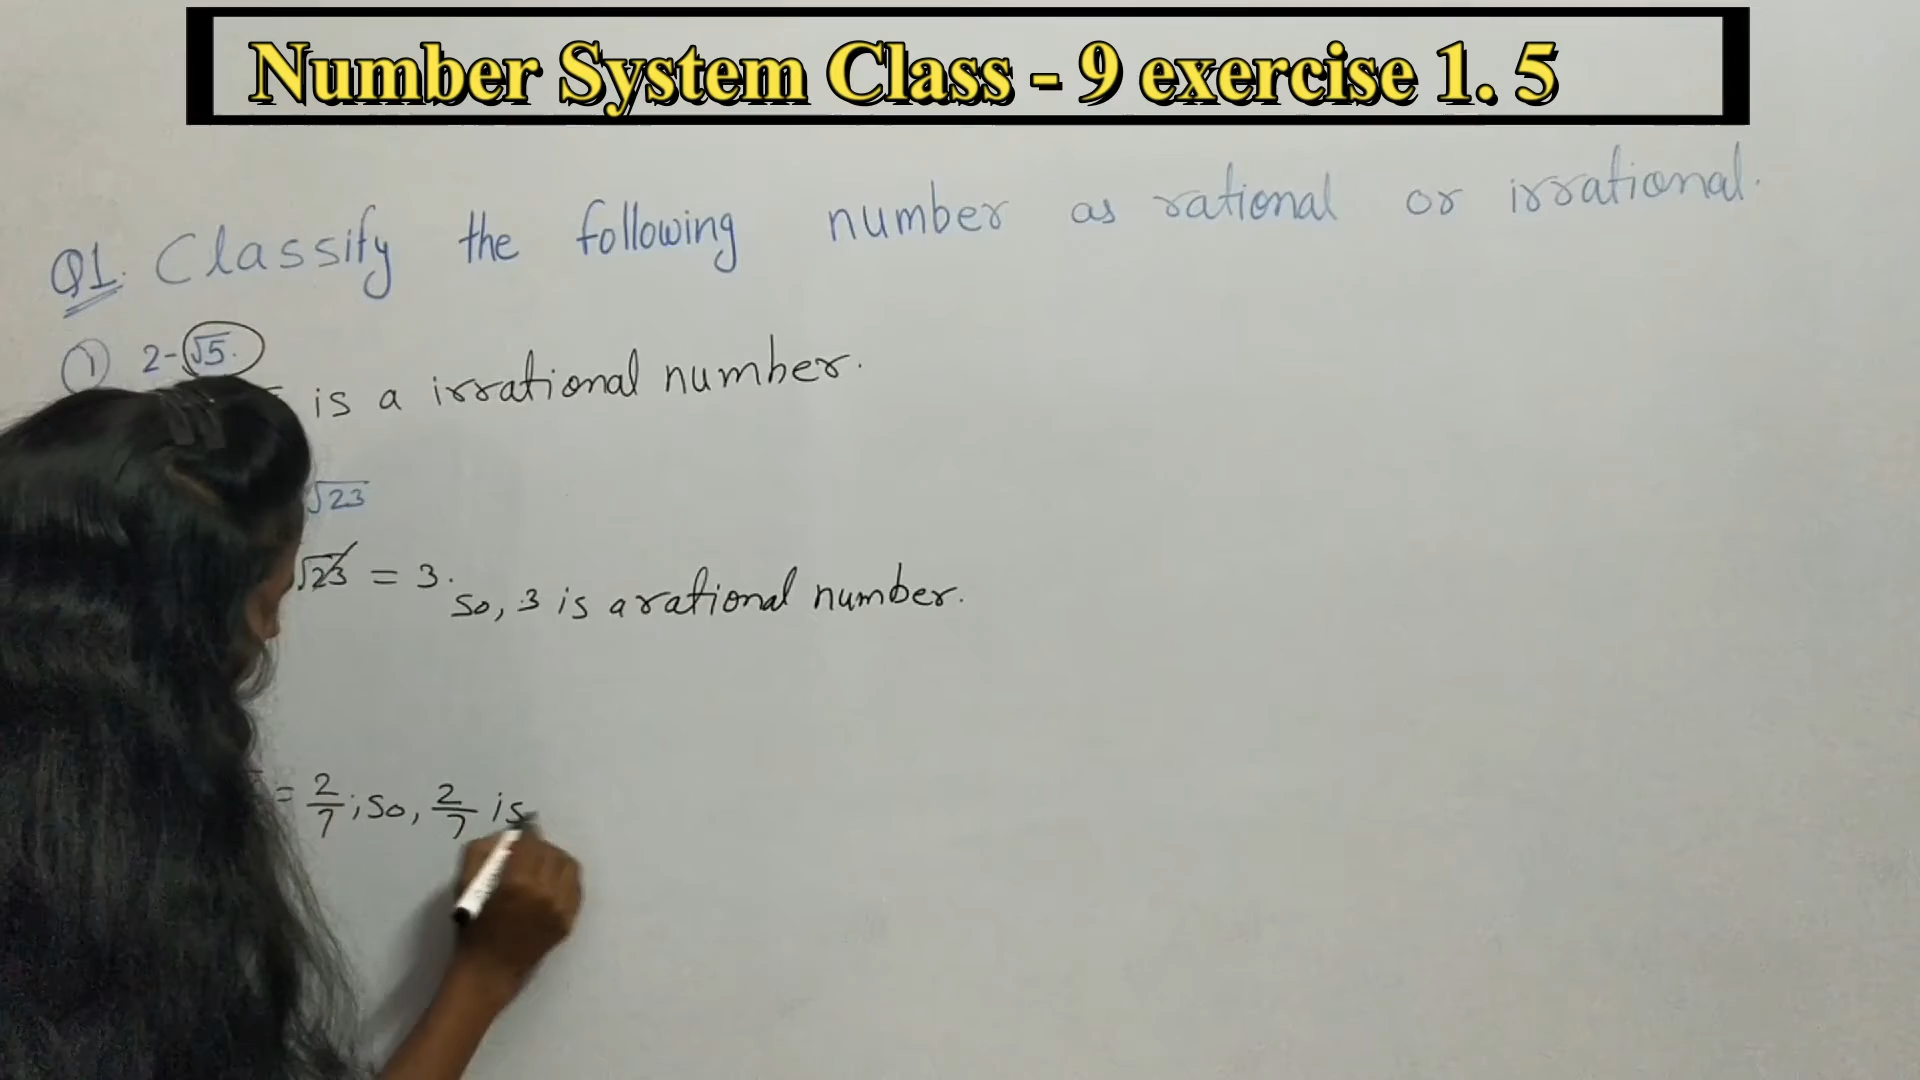 Number System Class - 9 exercise 1. 5
Q1. Classify the following number as rational or irrational.
① 2-√5.
is a irrational number.
√23
√23 = 3.
so, 3 is a rational number.
= 2/7 ; so, 2/7 is